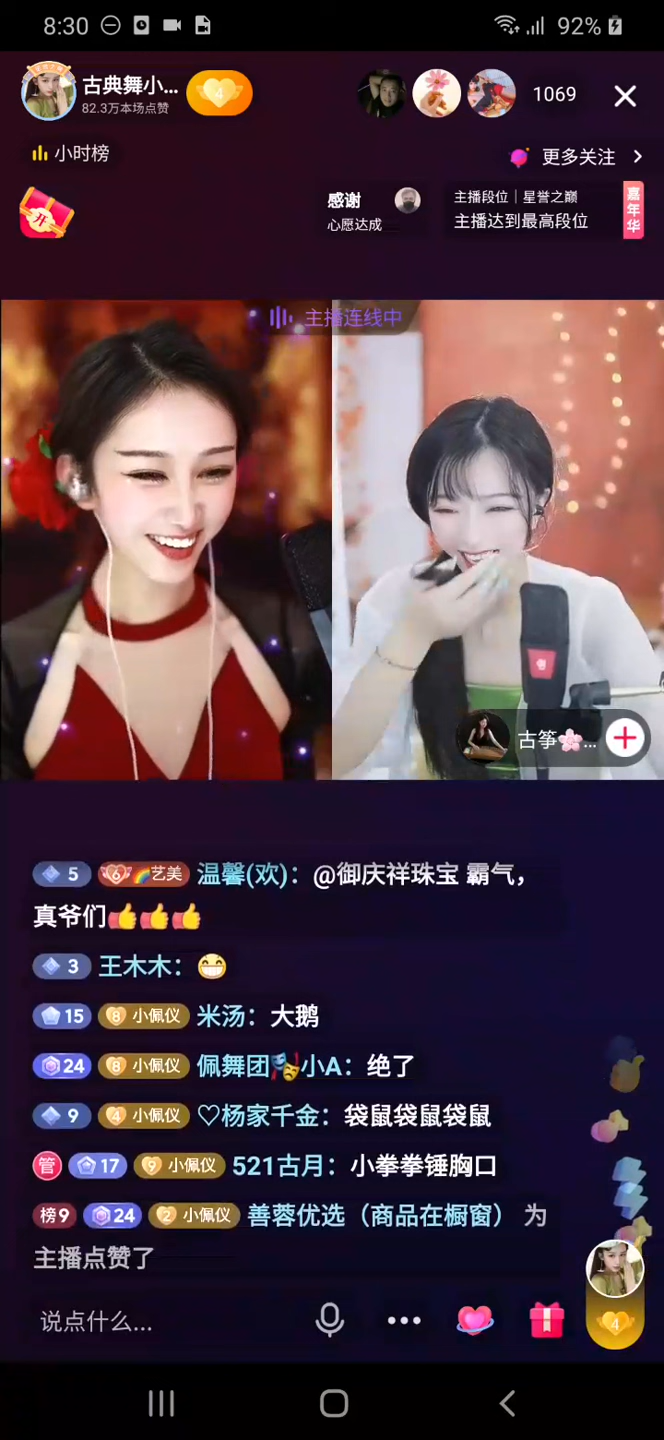 8:30
92%
古典舞小...
82.3万本场点赞
4
1069
小时榜
更多关注
开
感谢
心愿达成
主播段位｜星誉之巅
主播达到最高段位
嘉年华
主播连线中
古筝🌸...
5 6 🌈艺美 温馨(欢)：@御庆祥珠宝 霸气，
真爷们👍👍👍
3 王木木：😁
15 8 小佩仪 米汤：大鹅
24 8 小佩仪 佩舞团🎭小A：绝了
9 4 小佩仪 ♡杨家千金：袋鼠袋鼠袋鼠
管 17 9 小佩仪 521古月：小拳拳锤胸口
榜9 24 2 小佩仪 善蓉优选（商品在橱窗） 为
主播点赞了
说点什么...
4